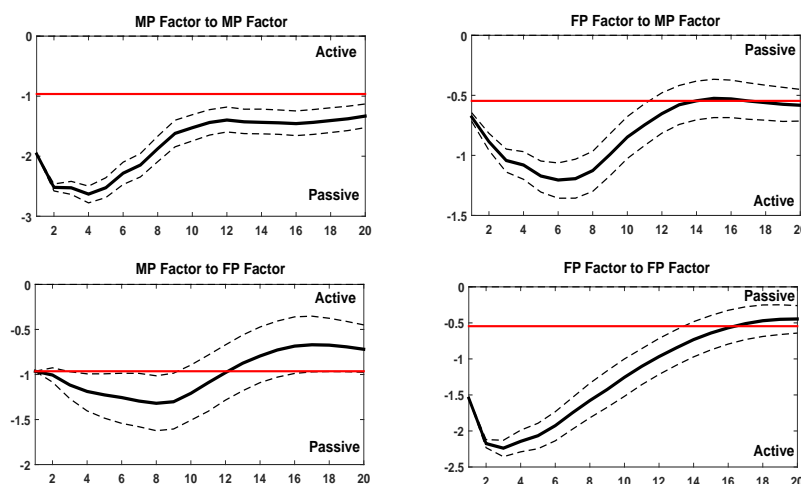 MP Factor to MP Factor
0
Active
-1
-2
Passive
-3
2 4 6 8 10 12 14 16 18 20
FP Factor to MP Factor
0
Passive
-0.5
-1
Active
-1.5
2 4 6 8 10 12 14 16 18 20
MP Factor to FP Factor
0
Active
-0.5
-1
-1.5
Passive
-2
2 4 6 8 10 12 14 16 18 20
FP Factor to FP Factor
0
Passive
-0.5
-1
-1.5
-2
Active
-2.5
2 4 6 8 10 12 14 16 18 20